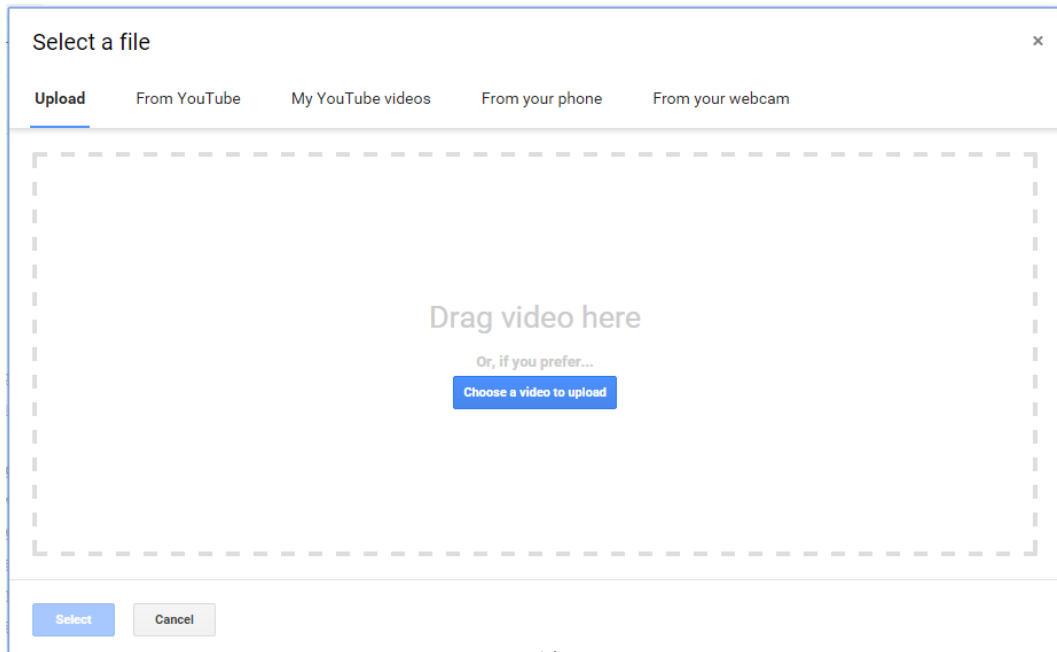 Select a file
×
Upload From YouTube My YouTube videos From your phone From your webcam
Drag video here
Or, if you prefer...
Choose a video to upload
Select Cancel